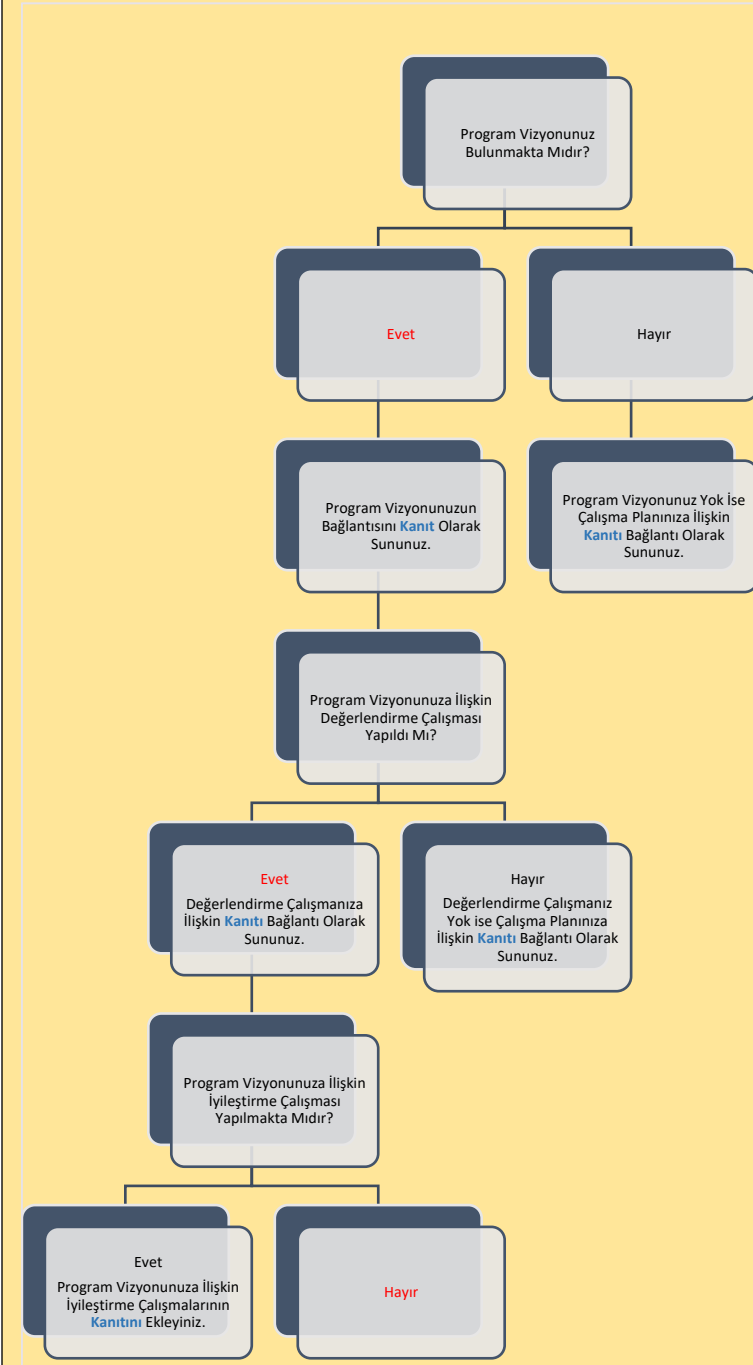 Program Vizyonunuz
Bulunmakta Mıdır?
Evet
Hayır
Program Vizyonunuzun
Bağlantısını Kanıt Olarak
Sununuz.
Program Vizyonunuz Yok İse
Çalışma Planınıza İlişkin
Kanıtı Bağlantı Olarak
Sununuz.
Program Vizyonunuza İlişkin
Değerlendirme Çalışması
Yapıldı Mı?
Evet
Değerlendirme Çalışmanıza
İlişkin Kanıtı Bağlantı Olarak
Sununuz.
Hayır
Değerlendirme Çalışmanız
Yok ise Çalışma Planınıza
İlişkin Kanıtı Bağlantı Olarak
Sununuz.
Program Vizyonunuza İlişkin
İyileştirme Çalışması
Yapılmakta Mıdır?
Evet
Program Vizyonunuza İlişkin
İyileştirme Çalışmalarının
Kanıtını Ekleyiniz.
Hayır